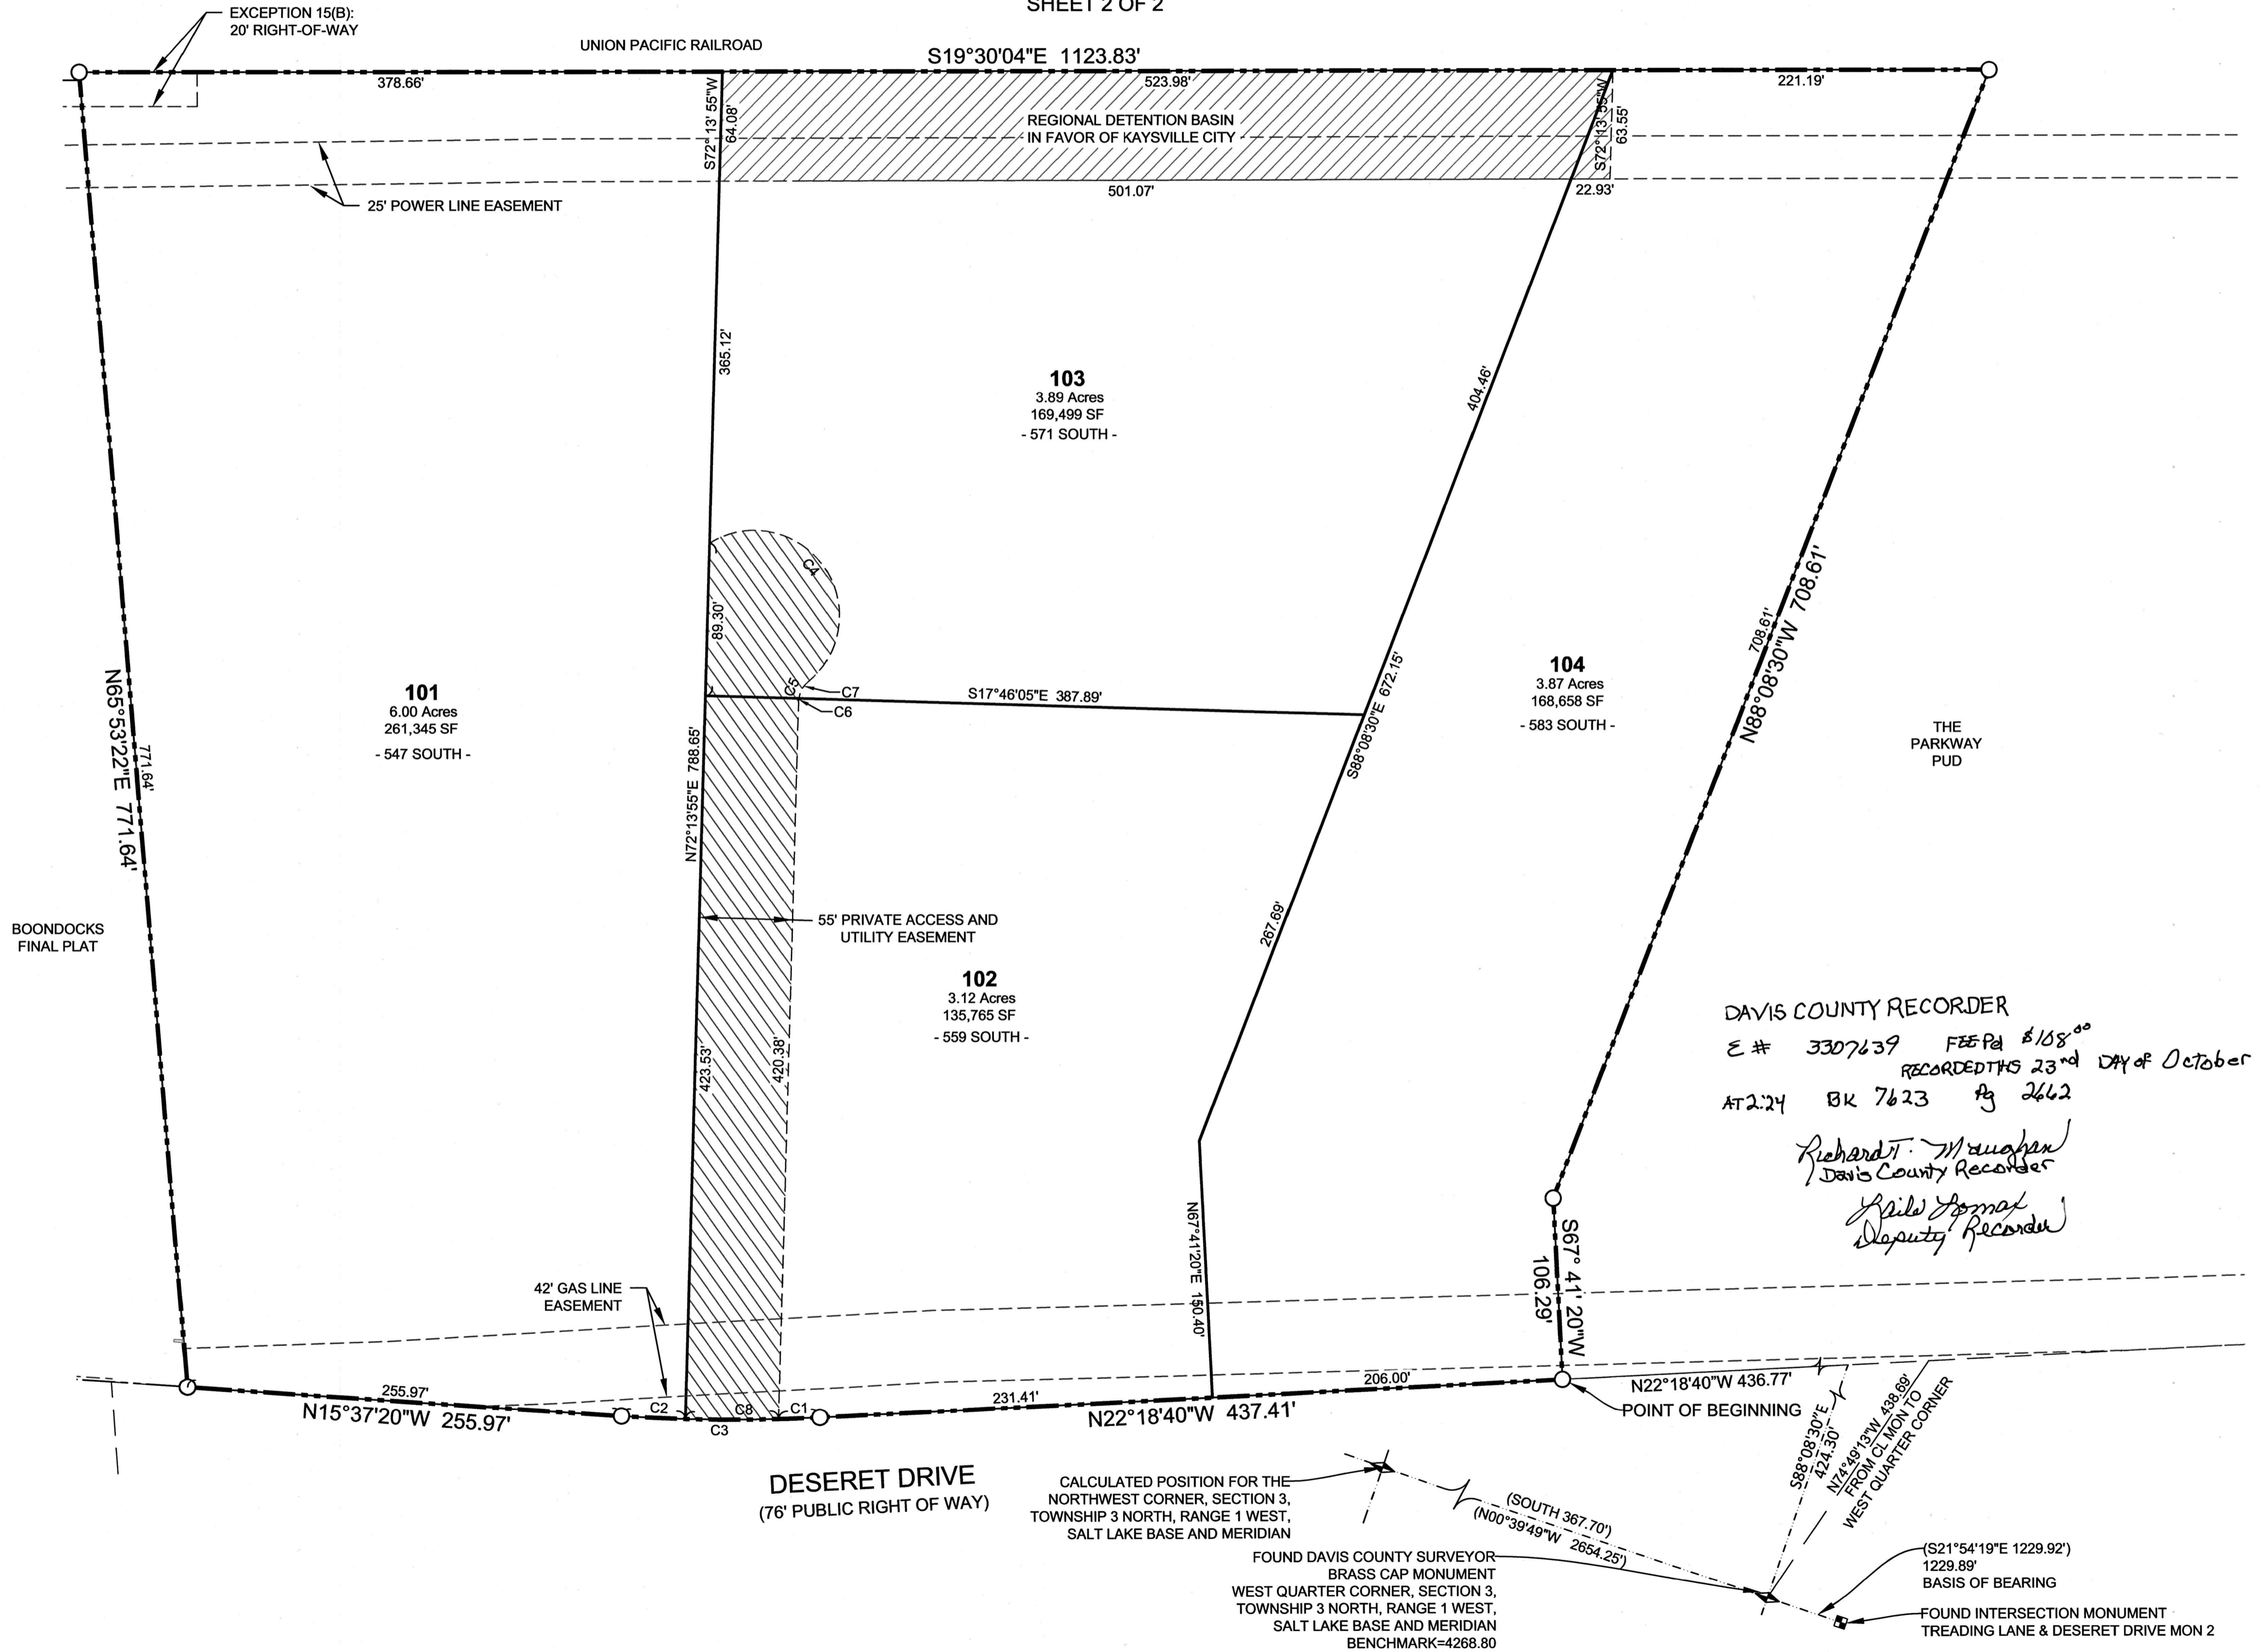 SHEET 2 OF 2
EXCEPTION 15(B):
20' RIGHT-OF-WAY
UNION PACIFIC RAILROAD
S19°30'04"E 1123.83'
378.66'
523.98'
221.19'
S72° 13' 55"W
64.08'
REGIONAL DETENTION BASIN
IN FAVOR OF KAYSVILLE CITY
S72° 13' 55"W
63.55'
25' POWER LINE EASEMENT
501.07'
22.93'
365.12'
103
3.89 Acres
169,499 SF
- 571 SOUTH -
404.46'
C4
89.30'
C5
C7
C6
S17°46'05"E 387.89'
S88°08'30"E 672.15'
N88°08'30"W 708.61'
708.61'
101
6.00 Acres
261,345 SF
- 547 SOUTH -
N65°53'22"E 771.64'
771.64'
104
3.87 Acres
168,658 SF
- 583 SOUTH -
THE
PARKWAY
PUD
N72°13'55"E 788.65'
BOONDOCKS
FINAL PLAT
55' PRIVATE ACCESS AND
UTILITY EASEMENT
267.69'
102
3.12 Acres
135,765 SF
- 559 SOUTH -
423.53'
420.38'
DAVIS COUNTY RECORDER
E # 3307639 FEE Pd $108.00
RECORDED THS 23rd DAY of October
AT 2:24 BK 7623 Pg 2662
Richard T. Maughan
Davis County Recorder
Laile Lomax
Deputy Recorder
N67°41'20"E 150.40'
S67° 41' 20"W
106.29'
42' GAS LINE
EASEMENT
255.97'
N15°37'20"W 255.97'
C2
C8
C1
C3
231.41'
206.00'
N22°18'40"W 437.41'
N22°18'40"W 436.77'
POINT OF BEGINNING
DESERET DRIVE
(76' PUBLIC RIGHT OF WAY)
S88°08'30"E
424.30'
N74°49'13"W 438.69'
FROM CL MON TO
WEST QUARTER CORNER
CALCULATED POSITION FOR THE
NORTHWEST CORNER, SECTION 3,
TOWNSHIP 3 NORTH, RANGE 1 WEST,
SALT LAKE BASE AND MERIDIAN
(SOUTH 367.70')
(N00°39'49"W 2654.25')
FOUND DAVIS COUNTY SURVEYOR
BRASS CAP MONUMENT
WEST QUARTER CORNER, SECTION 3,
TOWNSHIP 3 NORTH, RANGE 1 WEST,
SALT LAKE BASE AND MERIDIAN
BENCHMARK=4268.80
(S21°54'19"E 1229.92')
1229.89'
BASIS OF BEARING
FOUND INTERSECTION MONUMENT
TREADING LANE & DESERET DRIVE MON 2